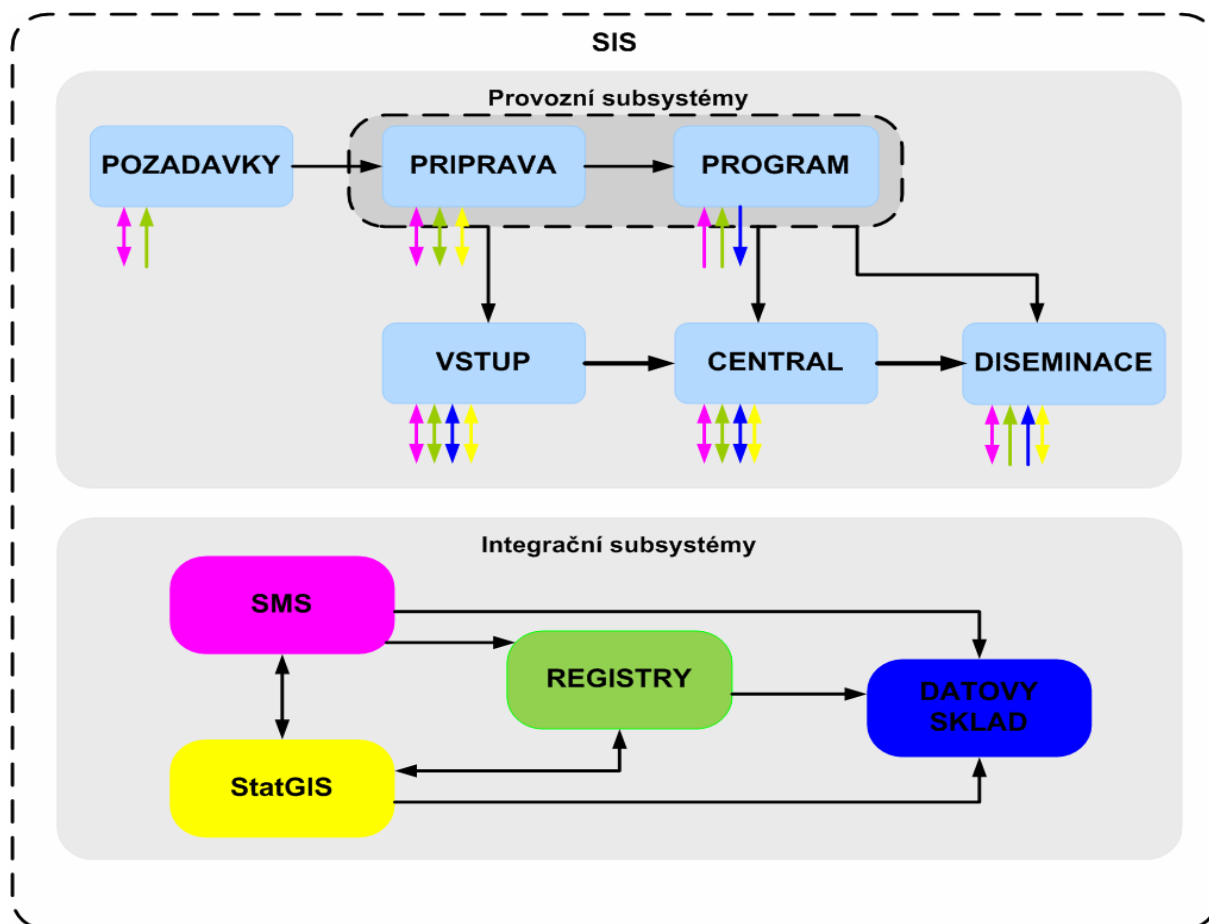 SIS
Provozní subsystémy
POZADAVKY
PRIPRAVA
PROGRAM
VSTUP
CENTRAL
DISEMINACE
Integrační subsystémy
SMS
REGISTRY
DATOVY
SKLAD
StatGIS